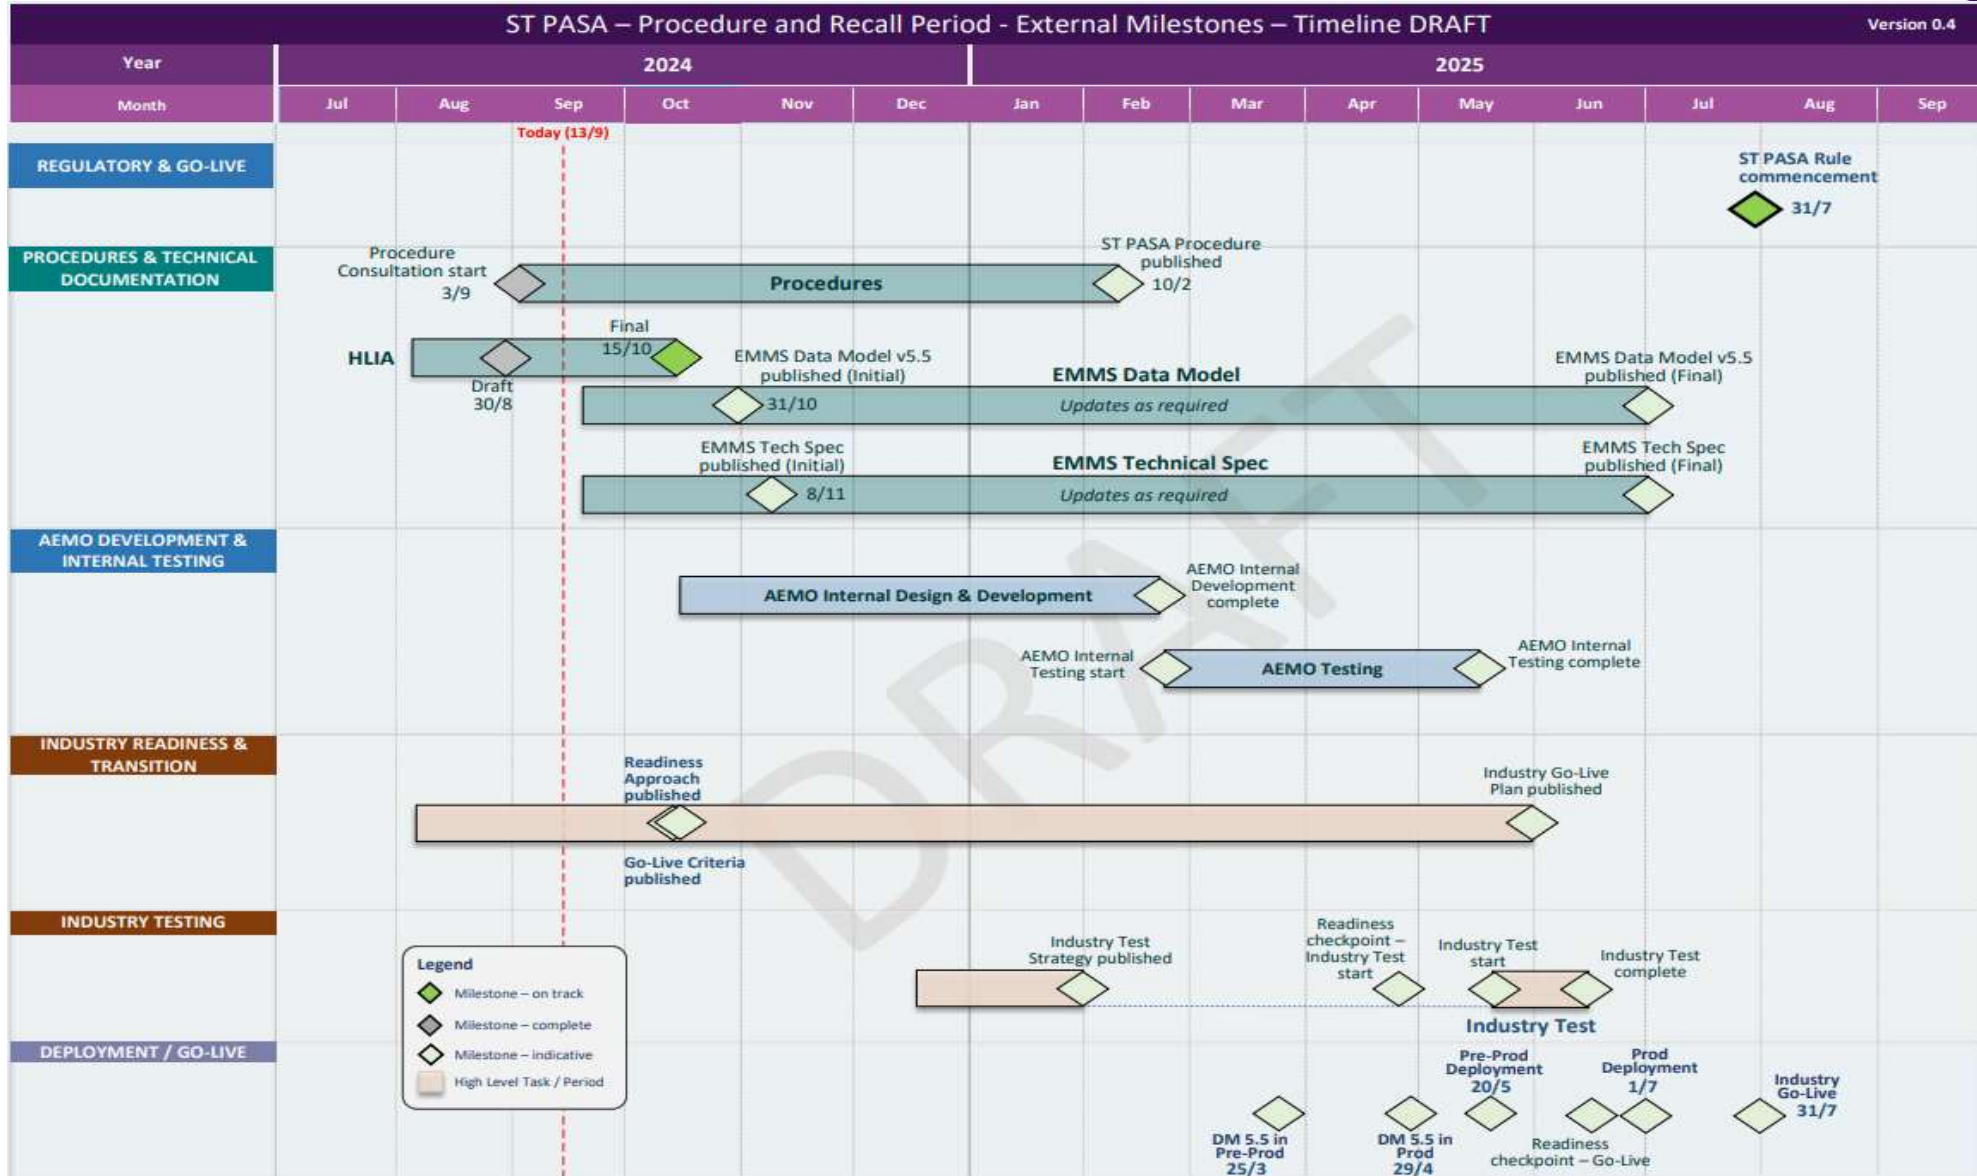 ST PASA – Procedure and Recall Period - External Milestones – Timeline DRAFT
Version 0.4
Year
2024
2025
Month
Jul
Aug
Sep
Oct
Nov
Dec
Jan
Feb
Mar
Apr
May
Jun
Jul
Aug
Sep
Today (13/9)
REGULATORY & GO-LIVE
ST PASA Rule
commencement
31/7
PROCEDURES & TECHNICAL
DOCUMENTATION
Procedure
Consultation start
3/9
Procedures
ST PASA Procedure
published
10/2
HLIA
Draft
30/8
Final
15/10
EMMS Data Model v5.5
published (Initial)
31/10
EMMS Data Model
Updates as required
EMMS Data Model v5.5
published (Final)
EMMS Tech Spec
published (Initial)
8/11
EMMS Technical Spec
Updates as required
EMMS Tech Spec
published (Final)
AEMO DEVELOPMENT &
INTERNAL TESTING
AEMO Internal Design & Development
AEMO Internal
Development
complete
AEMO Internal
Testing start
AEMO Testing
AEMO Internal
Testing complete
INDUSTRY READINESS &
TRANSITION
Readiness
Approach
published
Go-Live Criteria
published
Industry Go-Live
Plan published
INDUSTRY TESTING
Industry Test
Strategy published
Readiness
checkpoint –
Industry Test
start
Industry Test
start
Industry Test
complete
Industry Test
Legend
Milestone – on track
Milestone – complete
Milestone – indicative
High Level Task / Period
DEPLOYMENT / GO-LIVE
DM 5.5 in
Pre-Prod
25/3
DM 5.5 in
Prod
29/4
Pre-Prod
Deployment
20/5
Readiness
checkpoint – Go-Live
Prod
Deployment
1/7
Industry
Go-Live
31/7
DRAFT